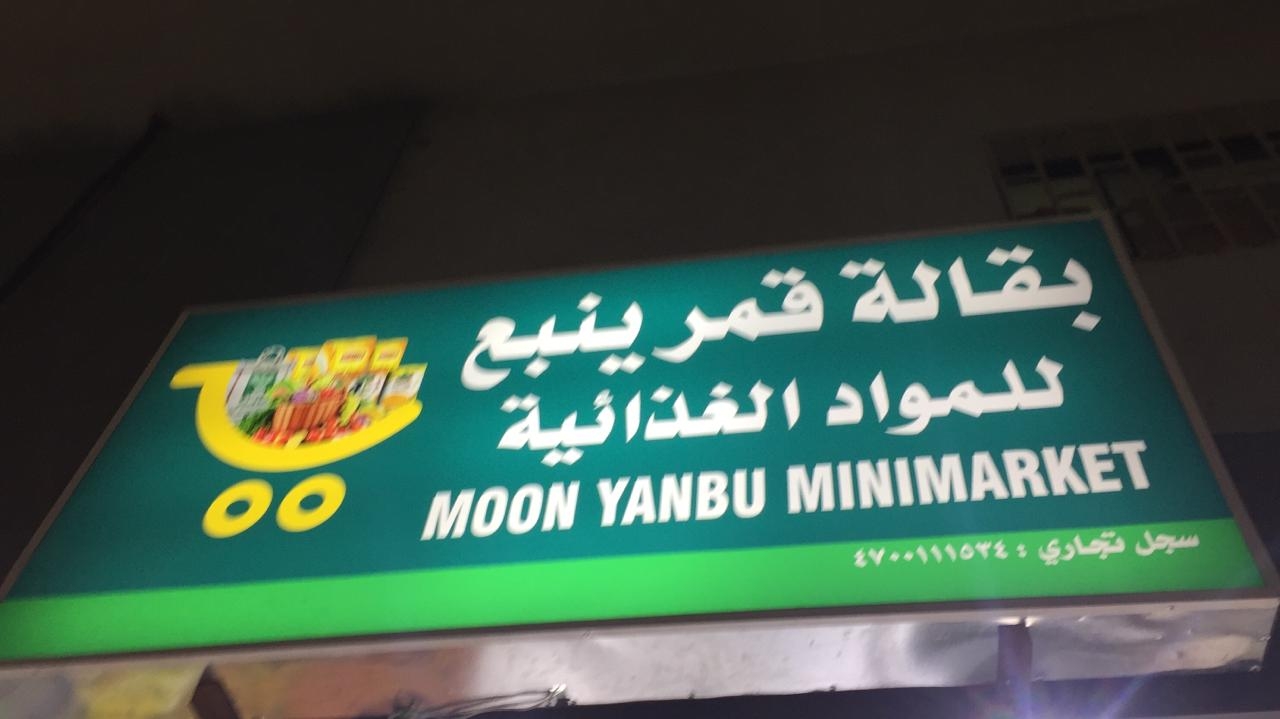 بقالة قمر ينبع
للمواد الغذائية
MOON YANBU MINIMARKET
سجل تجاري : ٤٧٠٠١١١٥٣٤